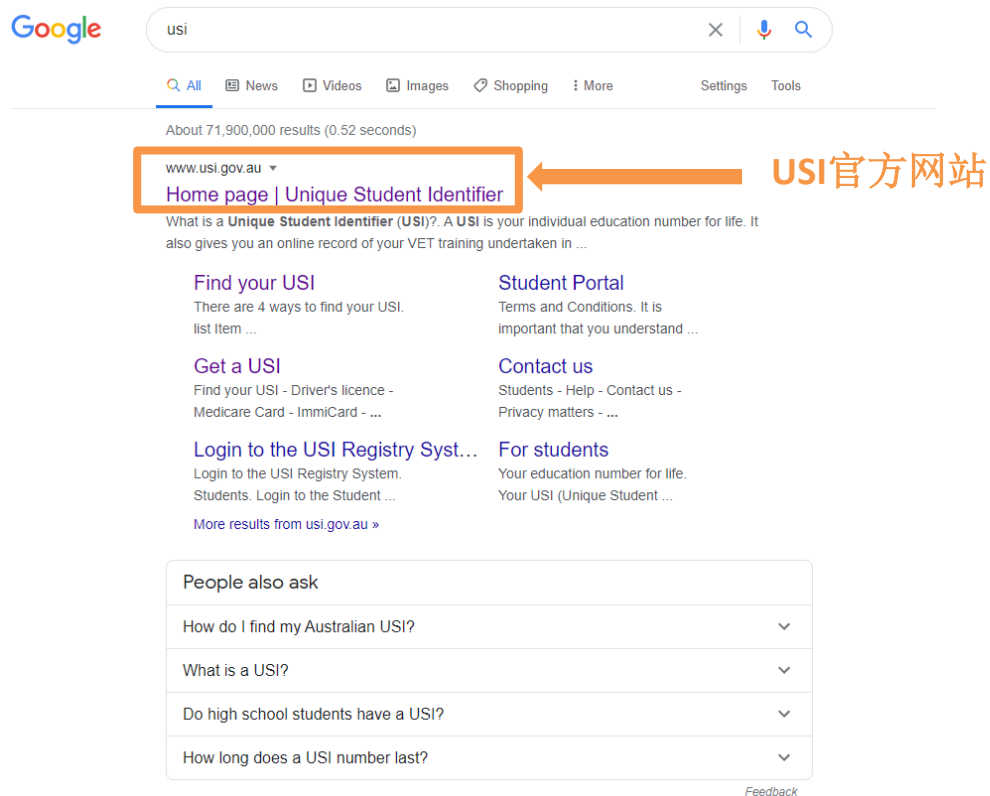 Google
usi
All News Videos Images Shopping More Settings Tools
About 71,900,000 results (0.52 seconds)
www.usi.gov.au
Home page | Unique Student Identifier
USI官方网站
What is a Unique Student Identifier (USI)?. A USI is your individual education number for life. It
also gives you an online record of your VET training undertaken in ...
Find your USI
There are 4 ways to find your USI.
list Item ...
Student Portal
Terms and Conditions. It is
important that you understand ...
Get a USI
Find your USI - Driver's licence -
Medicare Card - ImmiCard - ...
Contact us
Students - Help - Contact us -
Privacy matters - ...
Login to the USI Registry Syst...
Login to the USI Registry System.
Students. Login to the Student ...
For students
Your education number for life.
Your USI (Unique Student ...
More results from usi.gov.au »
People also ask
How do I find my Australian USI?
What is a USI?
Do high school students have a USI?
How long does a USI number last?
Feedback